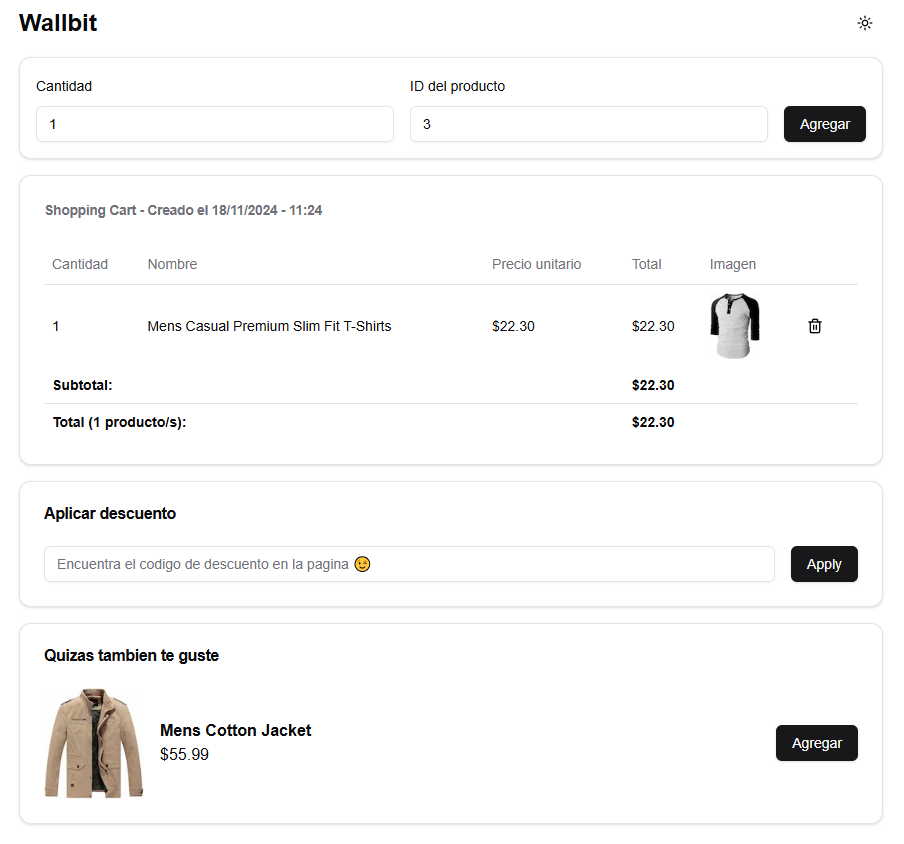 Wallbit
Cantidad ID del producto
1 3 Agregar
Shopping Cart - Creado el 18/11/2024 - 11:24
Cantidad Nombre Precio unitario Total Imagen
1 Mens Casual Premium Slim Fit T-Shirts $22.30 $22.30
Subtotal: $22.30
Total (1 producto/s): $22.30
Aplicar descuento
Encuentra el codigo de descuento en la pagina 😉 Apply
Quizas tambien te guste
Mens Cotton Jacket
$55.99
Agregar